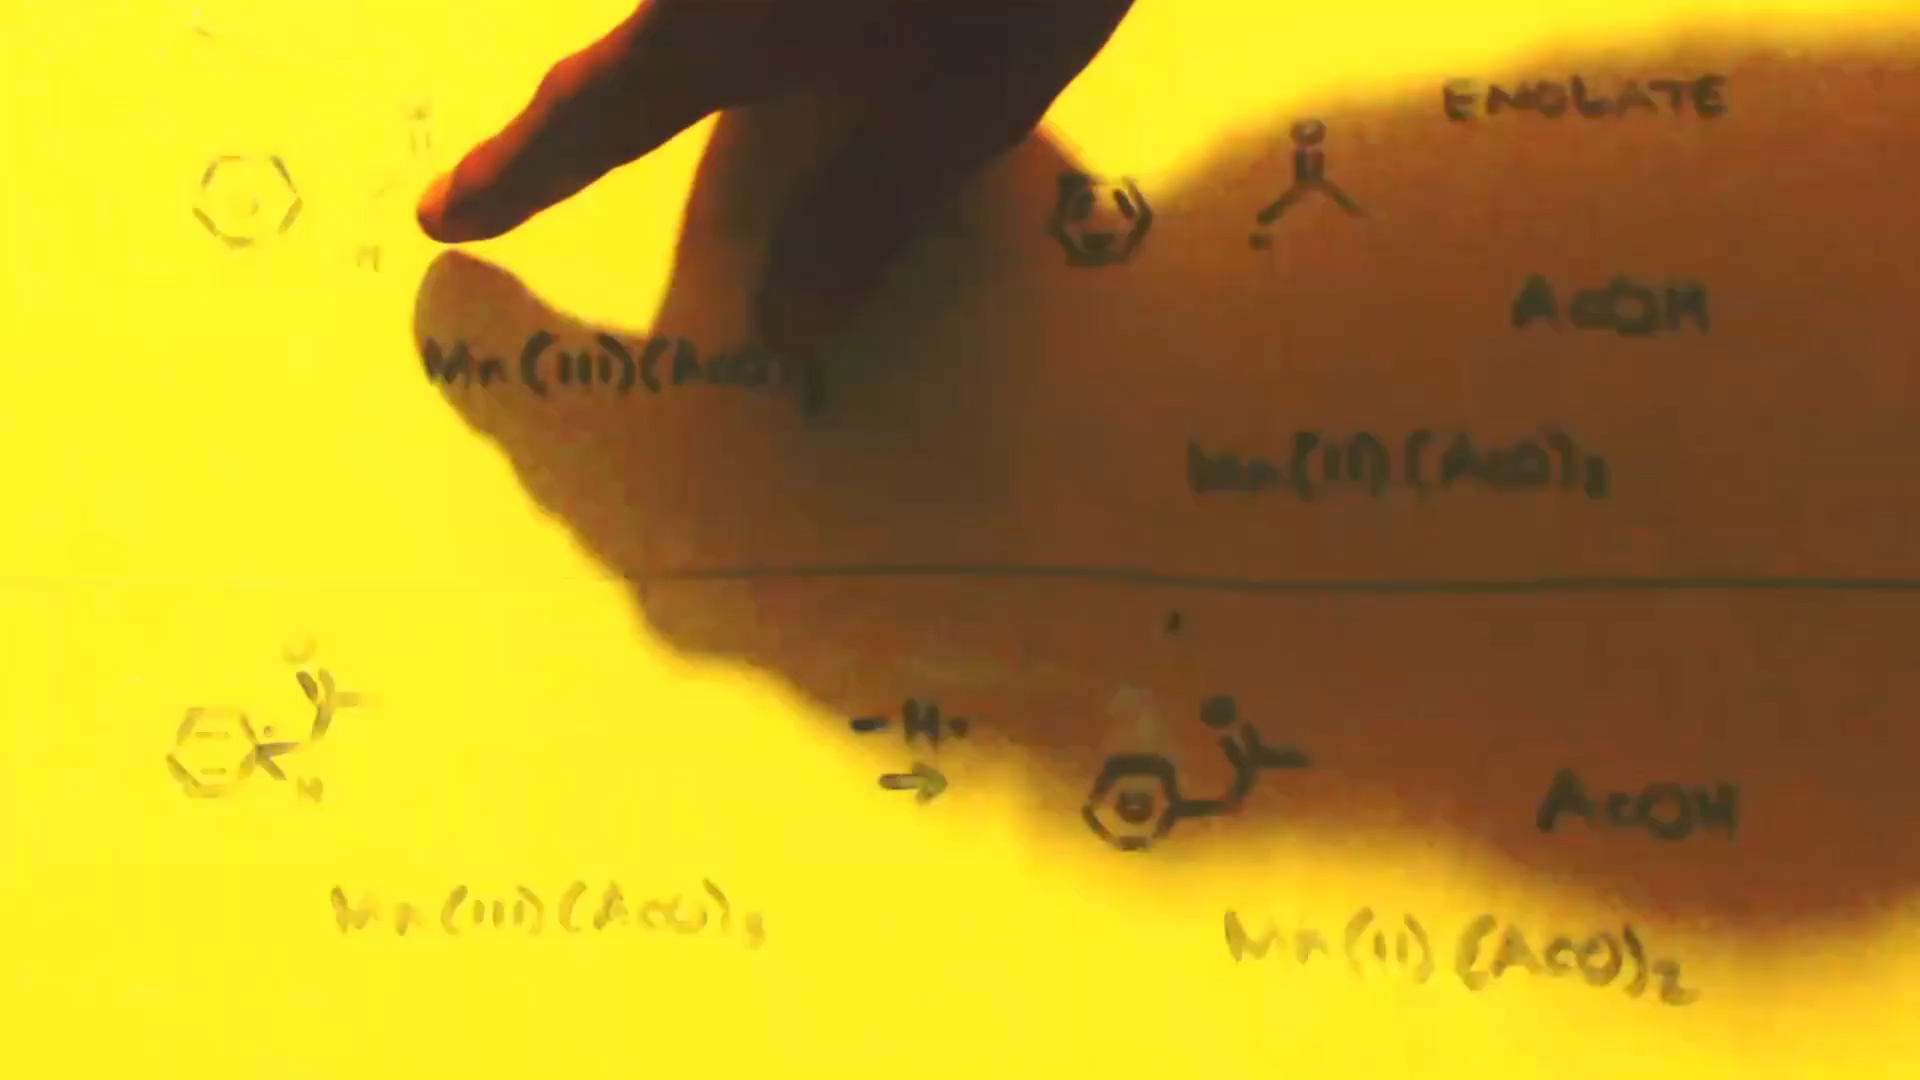 ENOLATE
O
H
AcOH
Mn(III)(AcO)3
Mn(II)(AcO)2
O
- H•
O
H
AcOH
Mn(III)(AcO)3
Mn(II)(AcO)2